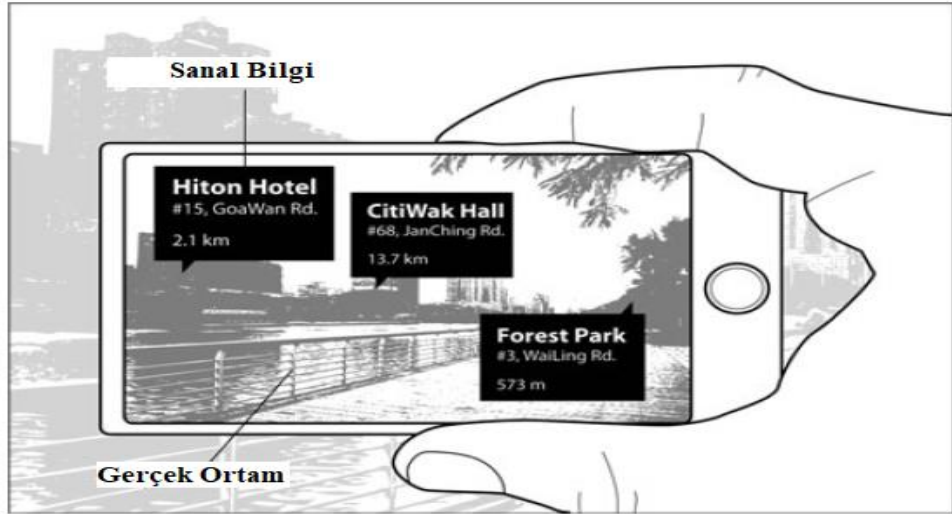 Sanal Bilgi
Hiton Hotel
#15, GoaWan Rd.
2.1 km
CitiWak Hall
#68, JanChing Rd.
13.7 km
Forest Park
#3, WaiLing Rd.
573 m
Gerçek Ortam